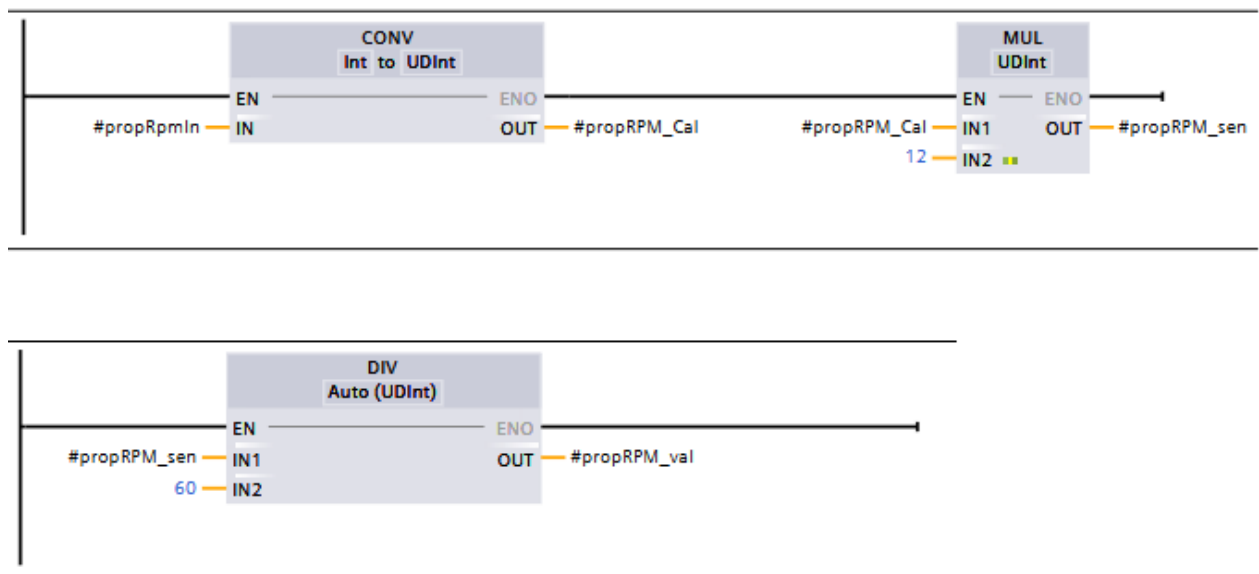 CONV
Int to UDInt
EN ENO
#propRpmIn IN OUT #propRPM_Cal
MUL
UDInt
EN ENO
#propRPM_Cal IN1 OUT #propRPM_sen
12 IN2
DIV
Auto (UDInt)
EN ENO
#propRPM_sen IN1 OUT #propRPM_val
60 IN2